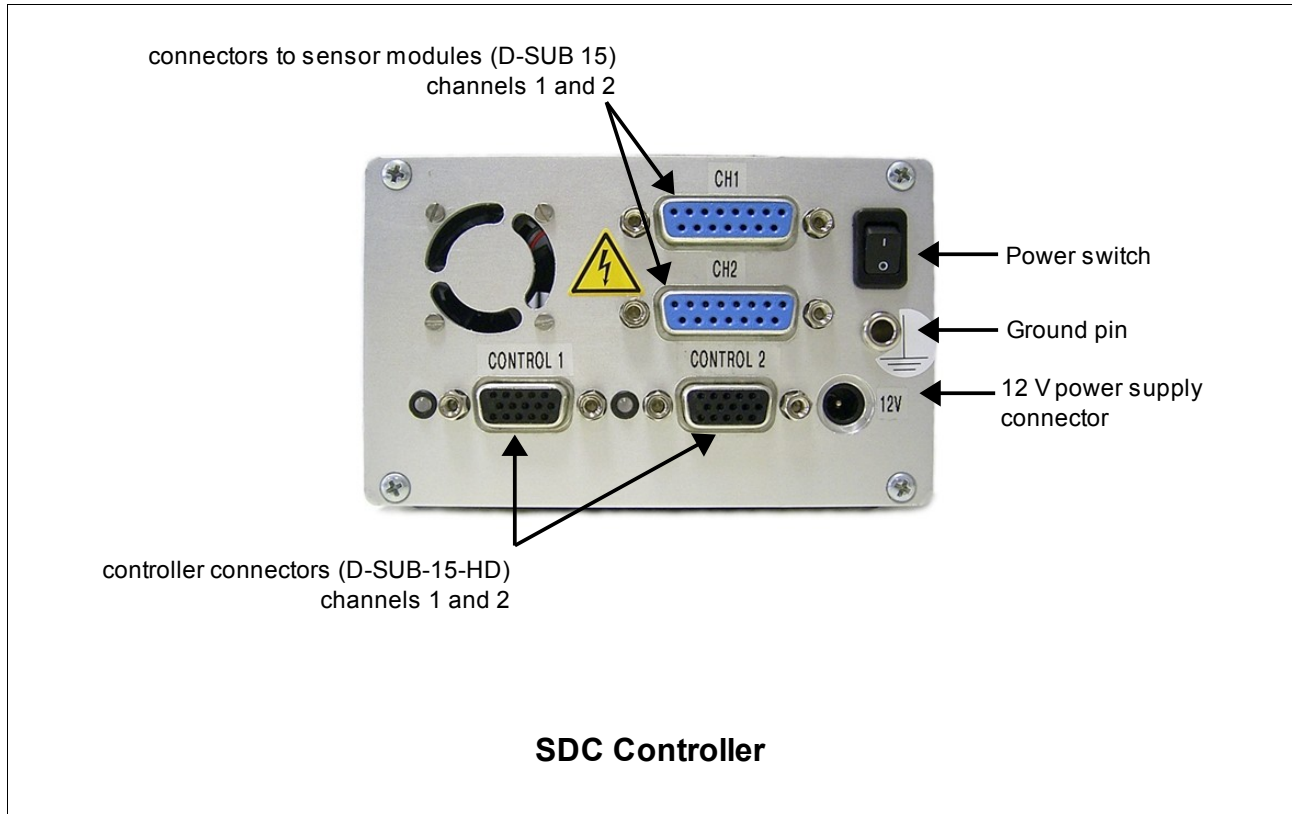 connectors to sensor modules (D-SUB 15)
channels 1 and 2
CH1
I
O
Power switch
CH2
Ground pin
CONTROL 1
CONTROL 2
12V
12 V power supply
connector
controller connectors (D-SUB-15-HD)
channels 1 and 2
SDC Controller